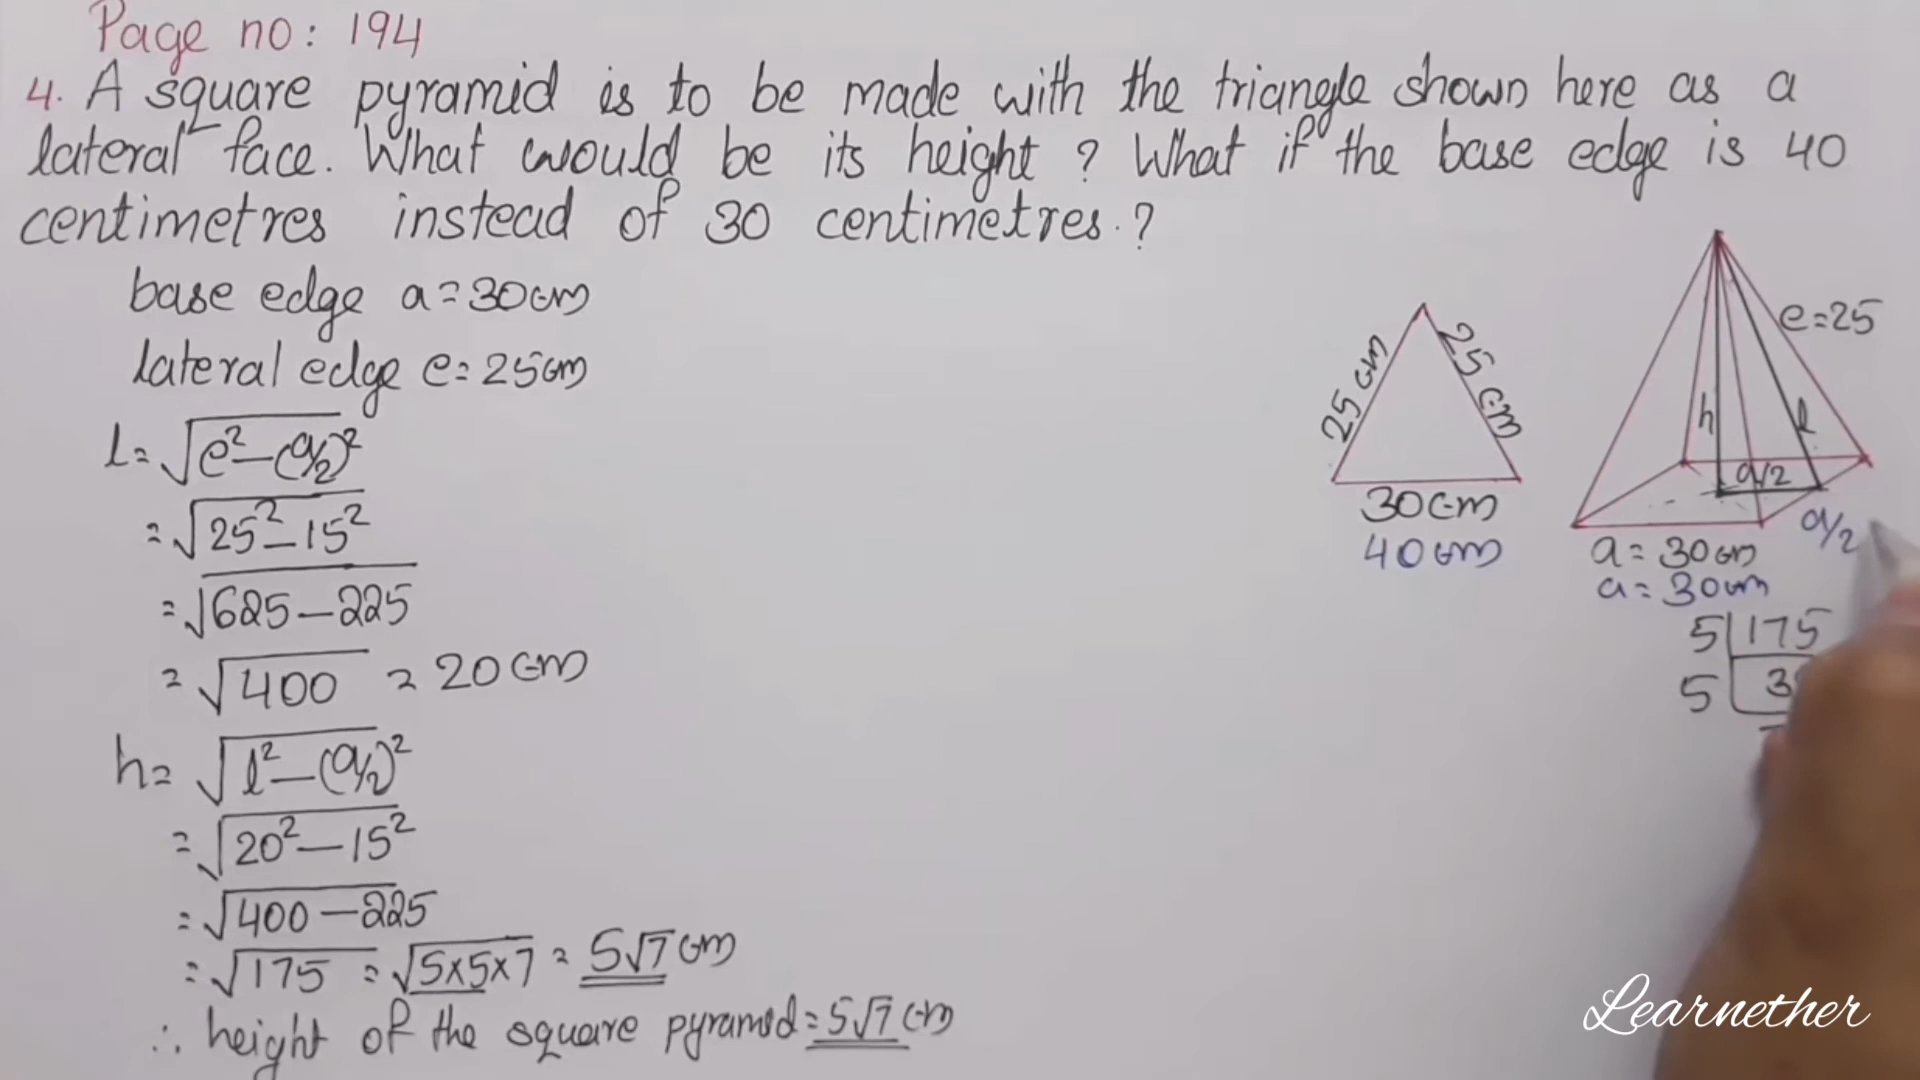 Page no: 194
4. A square pyramid is to be made with the triangle shown here as a
lateral face. What would be its height ? What if the base edge is 40
centimetres instead of 30 centimetres.?
base edge a=30cm
lateral edge e=25cm
l=√e²-(a/2)²
=√25²-15²
=√625-225
=√400 = 20cm
h=√l²-(a/2)²
=√20²-15²
=√400-225
=√175 =√5×5×7 = 5√7cm
∴ height of the square pyramid=5√7cm
25cm
25cm
30cm
40cm
e=25
h
l
a/2
a/2
a=30cm
a=30cm
5 175
5
Learnether